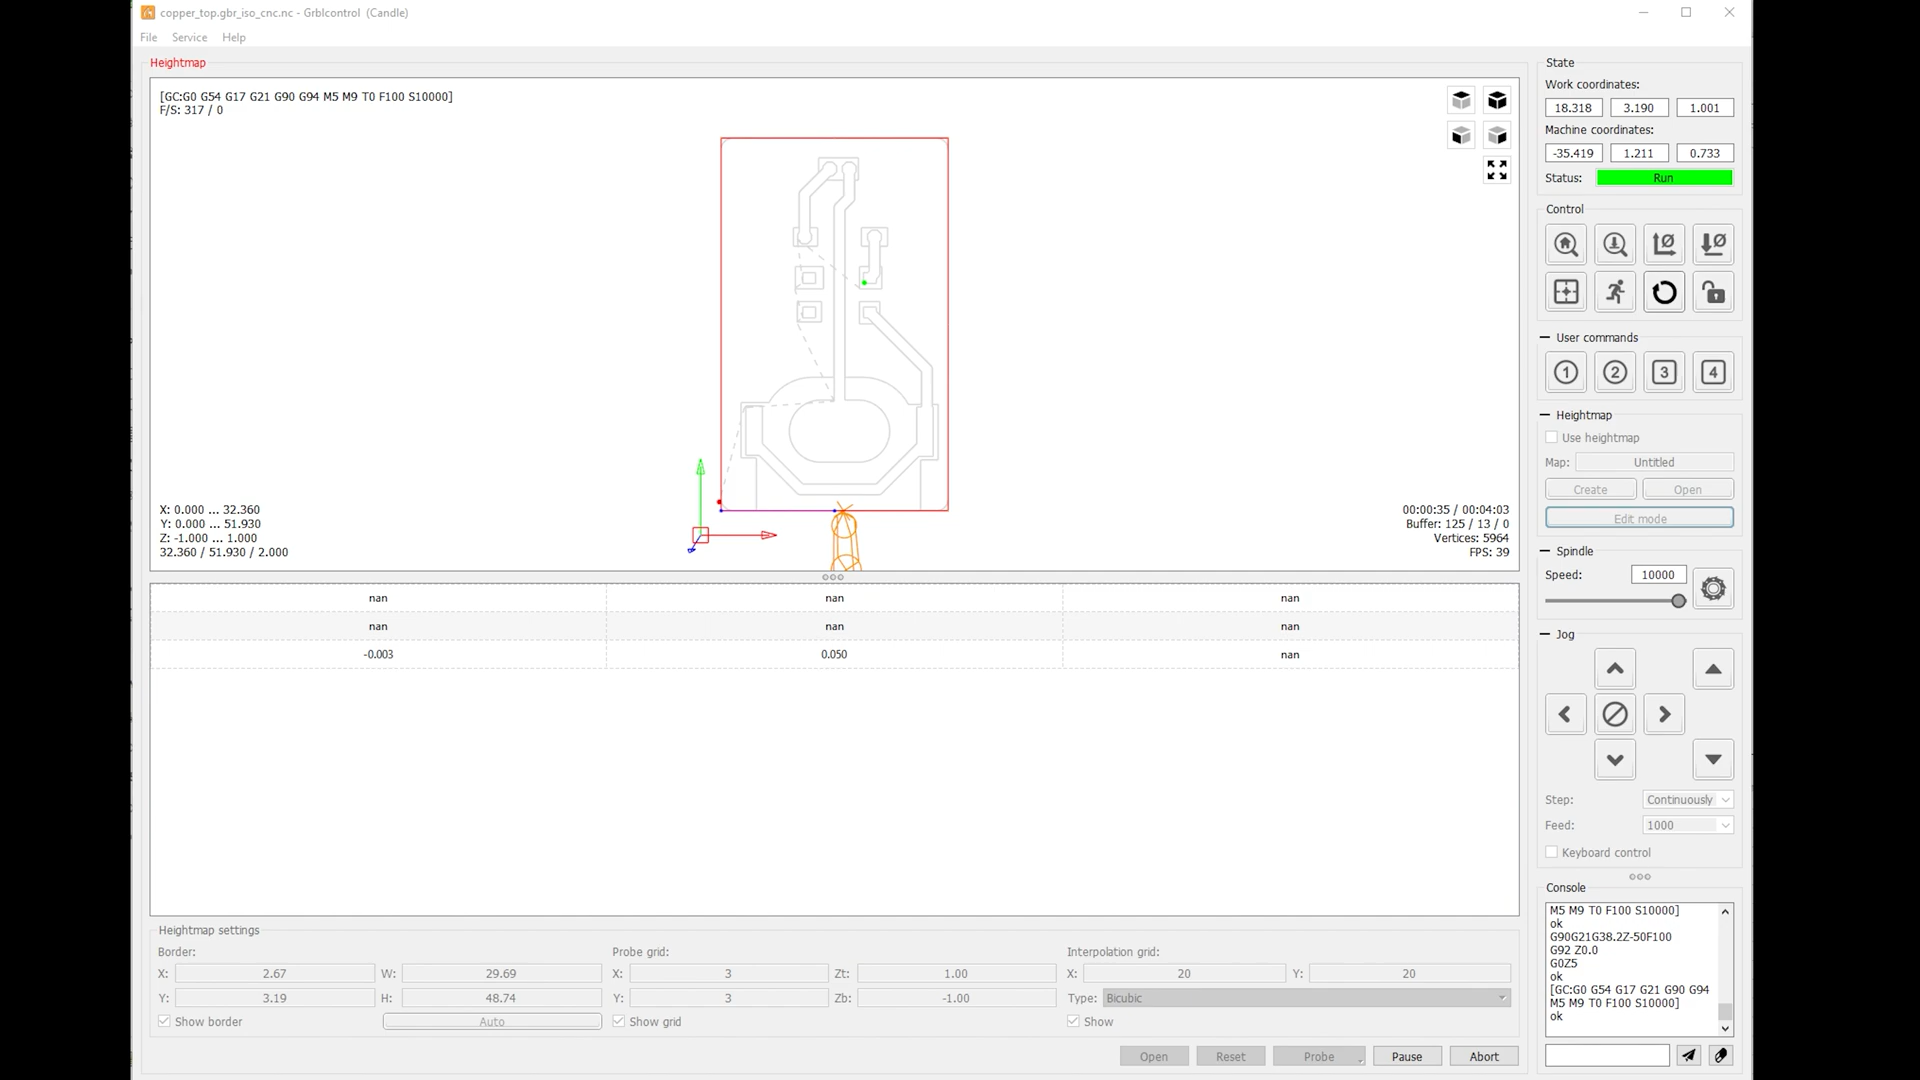 copper_top.gbr_iso_cnc.nc - Grblcontrol (Candle)
File Service Help
Heightmap
[GC:G0 G54 G17 G21 G90 G94 M5 M9 T0 F100 S10000]
F/S: 317 / 0
X: 0.000 ... 32.360
Y: 0.000 ... 51.930
Z: -1.000 ... 1.000
32.360 / 51.930 / 2.000
00:00:35 / 00:04:03
Buffer: 125 / 13 / 0
Vertices: 5964
FPS: 39
nan nan nan
nan nan nan
-0.003 0.050 nan
Heightmap settings
Border:
X: 2.67 W: 29.69
Y: 3.19 H: 48.74
Show border Auto
Probe grid:
X: 3 Zt: 1.00
Y: 3 Zb: -1.00
Show grid
Interpolation grid:
X: 20 Y: 20
Type: Bicubic
Show
Open Reset Probe Pause Abort
State
Work coordinates:
18.318 3.190 1.001
Machine coordinates:
-35.419 1.211 0.733
Status: Run
Control
User commands
1 2 3 4
Heightmap
Use heightmap
Map: Untitled
Create Open
Edit mode
Spindle
Speed: 10000
Jog
Step: Continuously
Feed: 1000
Keyboard control
Console
M5 M9 T0 F100 S10000]
ok
G90G21G38.2Z-50F100
G92 Z0.0
G0Z5
ok
[GC:G0 G54 G17 G21 G90 G94
M5 M9 T0 F100 S10000]
ok